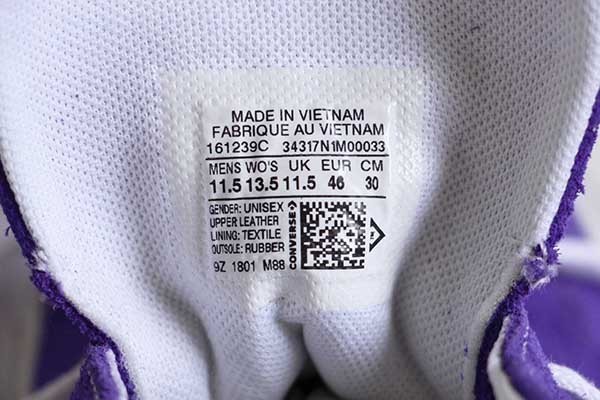 MADE IN VIETNAM
FABRIQUE AU VIETNAM
161239C 34317N1M00033
MENS WO'S UK EUR CM
11.5 13.5 11.5 46 30
GENDER: UNISEX
UPPER LEATHER
LINING: TEXTILE
OUTSOLE: RUBBER
9Z 1801 M88
CONVERSE